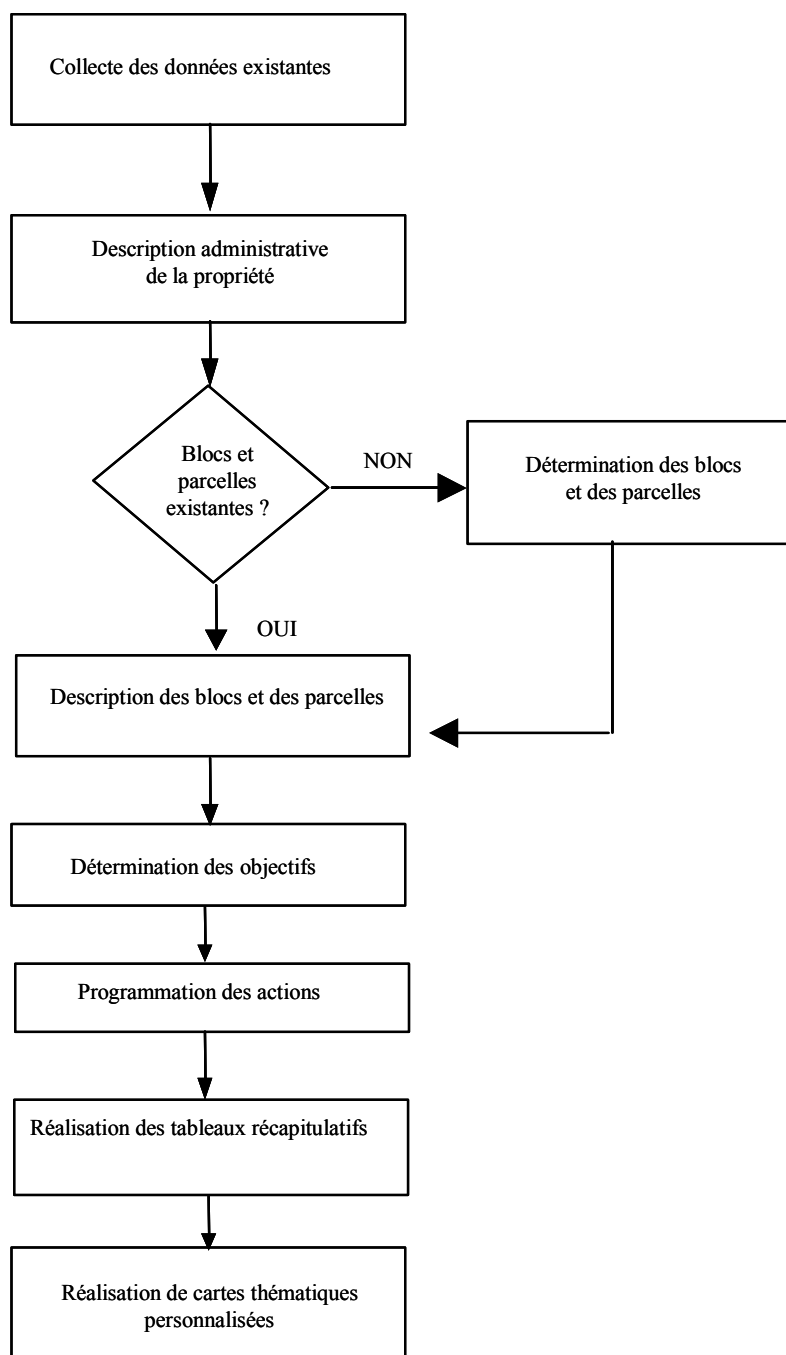 Collecte des données existantes
Description administrative
de la propriété
Blocs et
parcelles
existantes ?
NON
Détermination des blocs
et des parcelles
OUI
Description des blocs et des parcelles
Détermination des objectifs
Programmation des actions
Réalisation des tableaux récapitulatifs
Réalisation de cartes thématiques
personnalisées